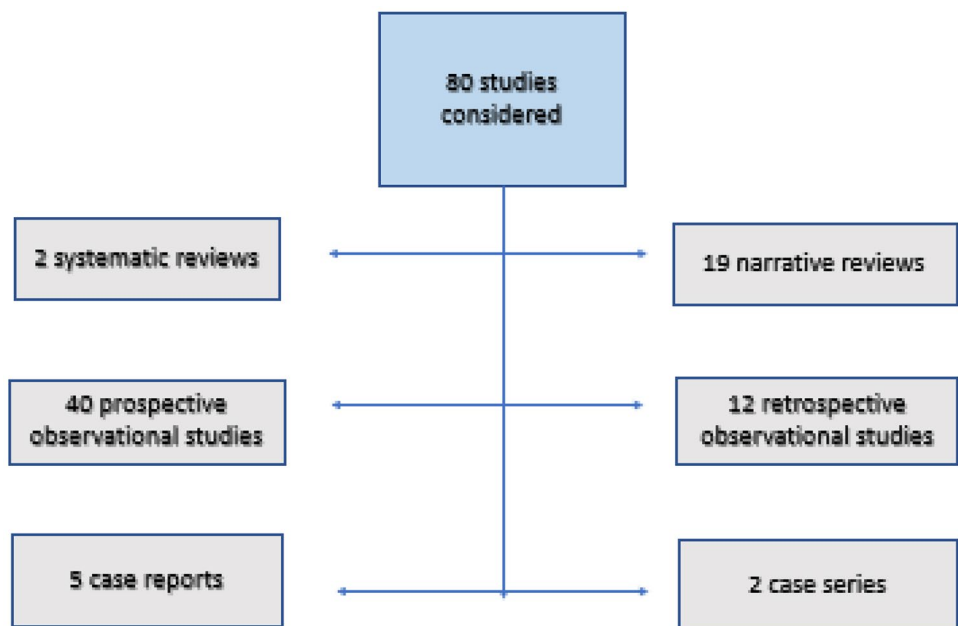 80 studies
considered
2 systematic reviews
19 narrative reviews
40 prospective
observational studies
12 retrospective
observational studies
5 case reports
2 case series